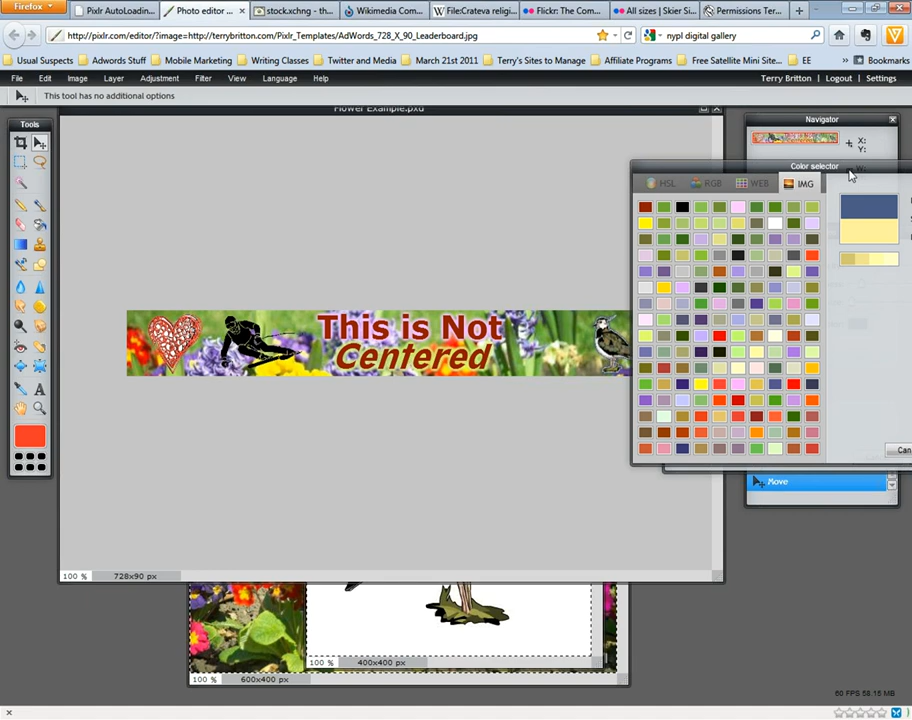 Firefox
Pixlr AutoLoadin...
Photo editor ...
stock.xchng - th...
Wikimedia Com...
File:Crateva religi...
Flickr: The Com...
All sizes | Skier Si...
Permissions Ter...
http://pixlr.com/editor/?image=http://terrybritton.com/Pixlr_Templates/AdWords_728_X_90_Leaderboard.jpg
nypl digital gallery
Usual Suspects
Adwords Stuff
Mobile Marketing
Writing Classes
Twitter and Media
March 21st 2011
Terry's Sites to Manage
Affiliate Programs
Free Satellite Mini Site...
EE
Bookmarks
File Edit Image Layer Adjustment Filter View Language Help
Terry Britton Logout Settings
This tool has no additional options
Flower Example.pxd
Tools
Navigator
X:
Y:
W:
Color selector
HSL RGB WEB IMG
This is Not
Centered
Can
Move
100 % 728x90 px
100 % 400x400 px
100 % 600x400 px
60 FPS 58.15 MB